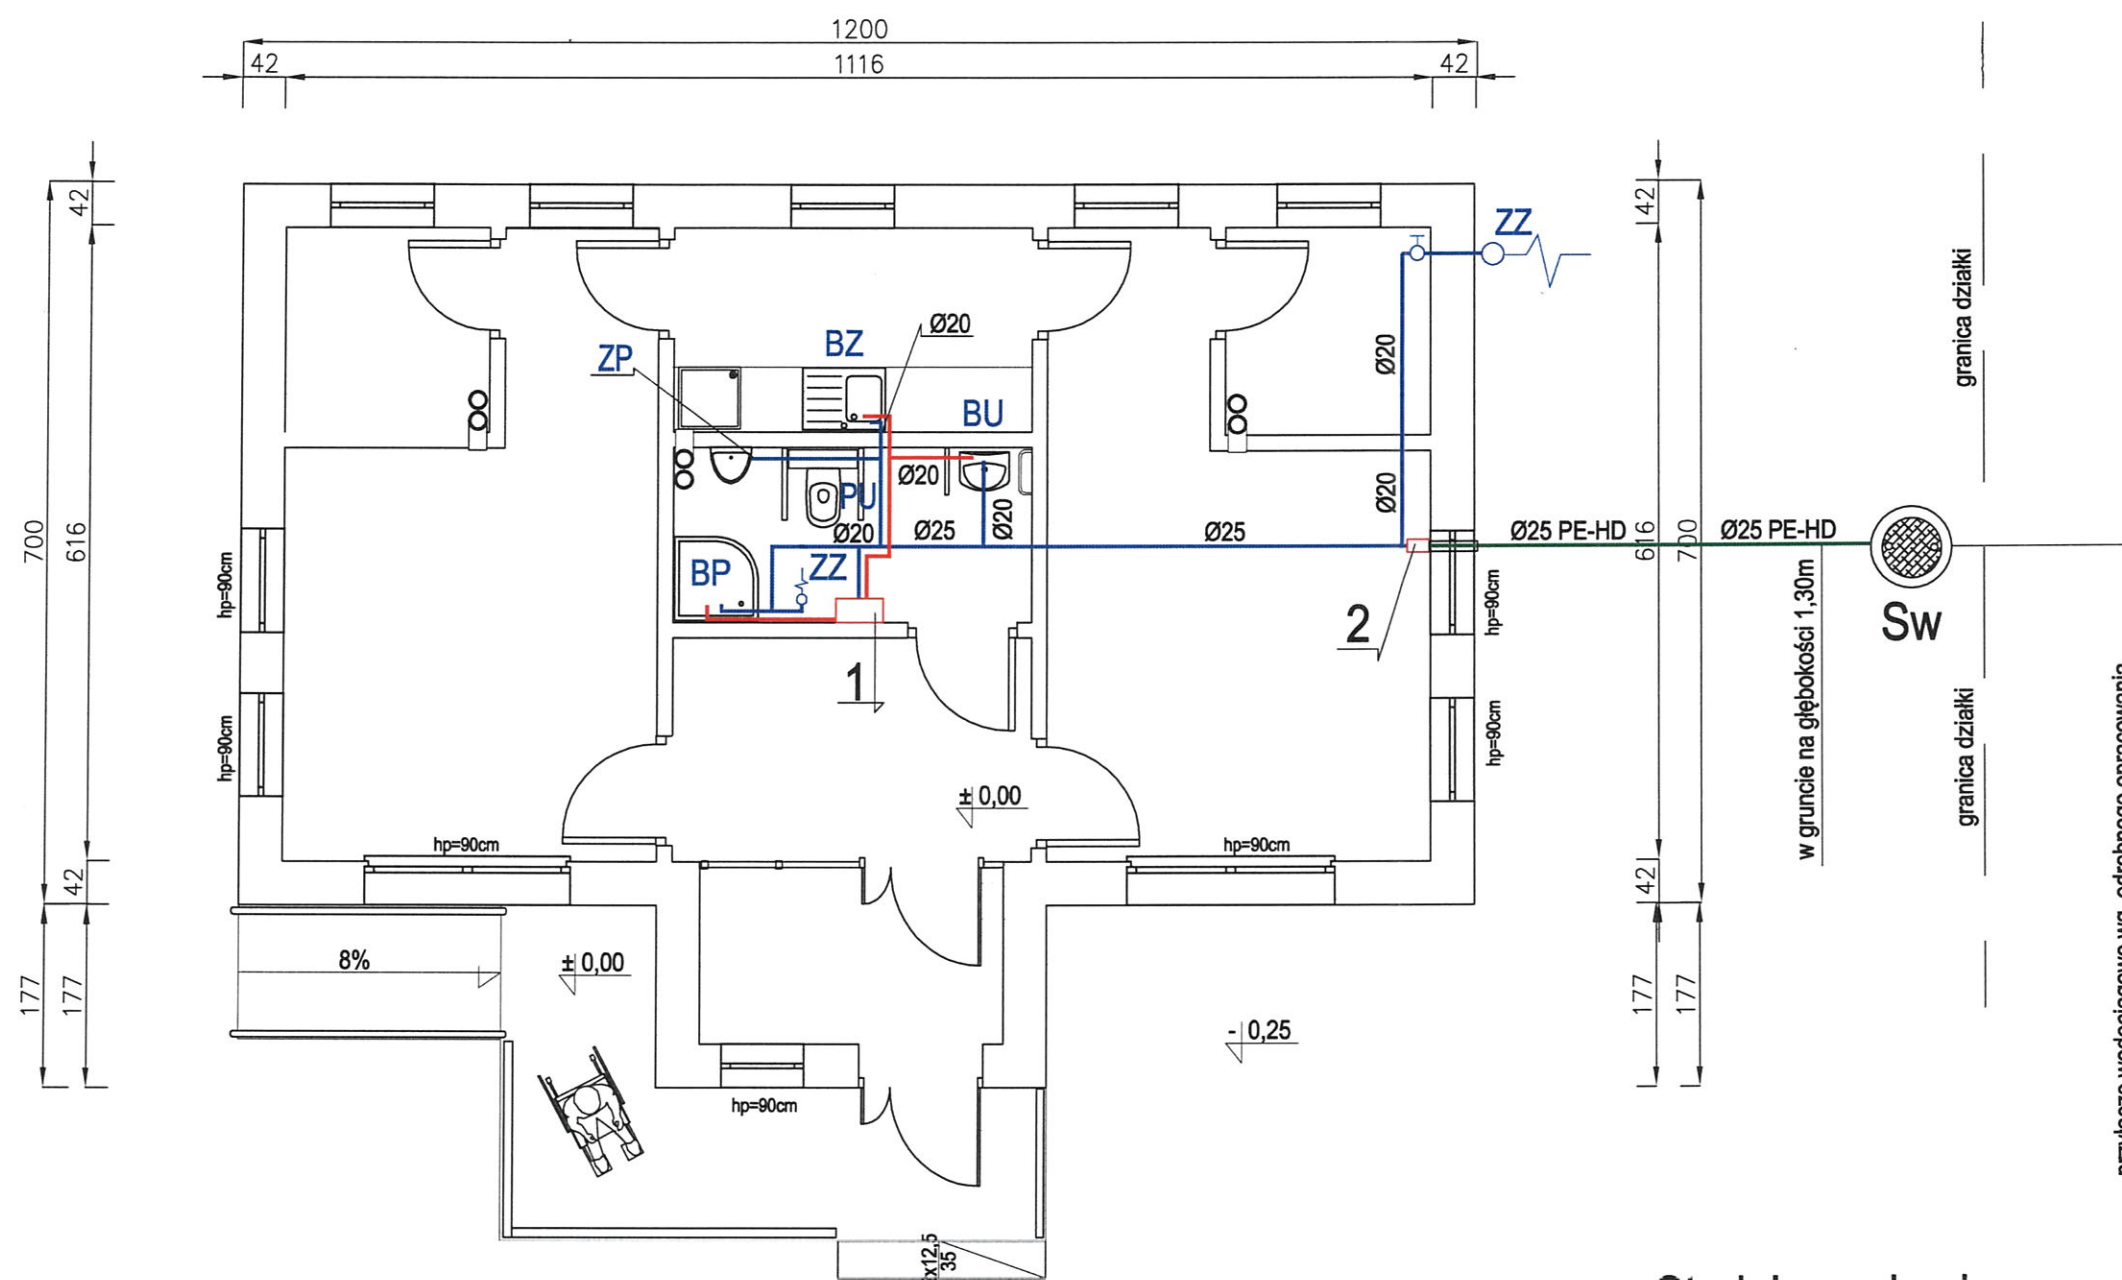 1200
42
1116
42
42
42
ZZ
Ø20
BZ
ZP
BU
granica działki
Ø20
Ø20
PU
Ø20
Ø20
Ø20
Ø25
Ø25
Ø25 PE-HD
Ø25 PE-HD
700
616
616
700
BP
ZZ
hp=90cm
hp=90cm
2
Sw
w gruncie na głębokości 1,30m
1
hp=90cm
hp=90cm
granica działki
± 0,00
hp=90cm
hp=90cm
42
42
8%
± 0,00
177
177
177
177
- 0,25
hp=90cm
x12,5
35